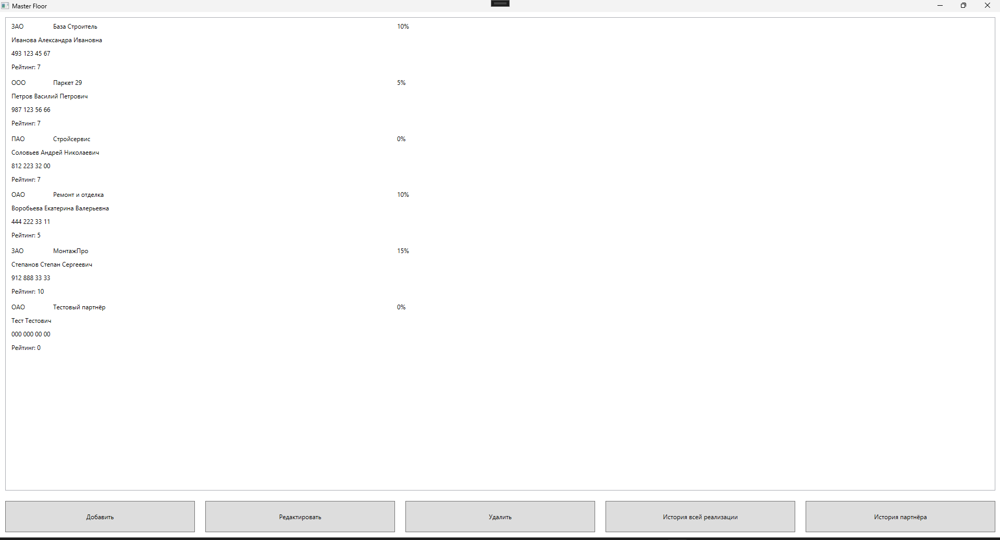 Master Floor
ЗАО База Строитель 10%
Иванова Александра Ивановна
493 123 45 67
Рейтинг: 7
ООО Паркет 29 5%
Петров Василий Петрович
987 123 56 66
Рейтинг: 7
ПАО Стройсервис 0%
Соловьев Андрей Николаевич
812 223 32 00
Рейтинг: 7
ОАО Ремонт и отделка 10%
Воробьева Екатерина Валерьевна
444 222 33 11
Рейтинг: 5
ЗАО МонтажПро 15%
Степанов Степан Сергеевич
912 888 33 33
Рейтинг: 10
ОАО Тестовый партнёр 0%
Тест Тестович
000 000 00 00
Рейтинг: 0
Добавить Редактировать Удалить История всей реализации История партнёра